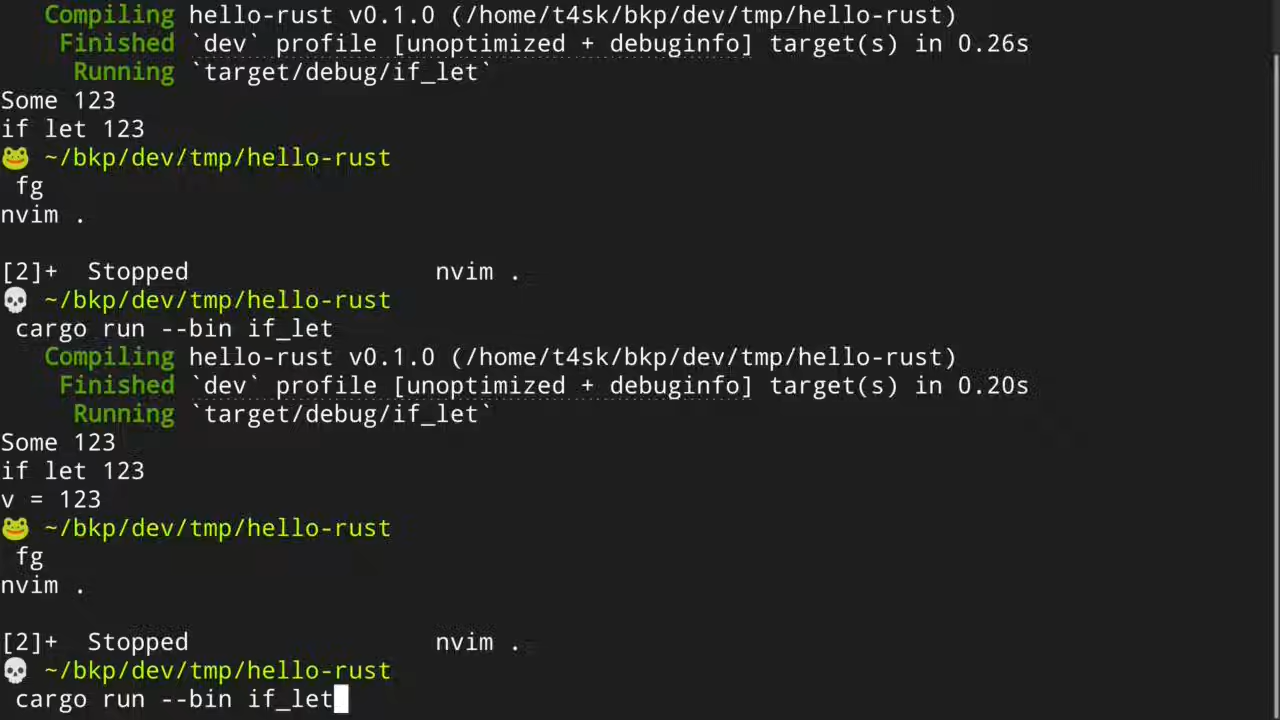 Compiling hello-rust v0.1.0 (/home/t4sk/bkp/dev/tmp/hello-rust)
Finished `dev` profile [unoptimized + debuginfo] target(s) in 0.26s
Running `target/debug/if_let`
Some 123
if let 123
🐸 ~/bkp/dev/tmp/hello-rust
fg
nvim .
[2]+  Stopped                 nvim .
💀 ~/bkp/dev/tmp/hello-rust
cargo run --bin if_let
Compiling hello-rust v0.1.0 (/home/t4sk/bkp/dev/tmp/hello-rust)
Finished `dev` profile [unoptimized + debuginfo] target(s) in 0.20s
Running `target/debug/if_let`
Some 123
if let 123
v = 123
🐸 ~/bkp/dev/tmp/hello-rust
fg
nvim .
[2]+  Stopped                 nvim .
💀 ~/bkp/dev/tmp/hello-rust
cargo run --bin if_let